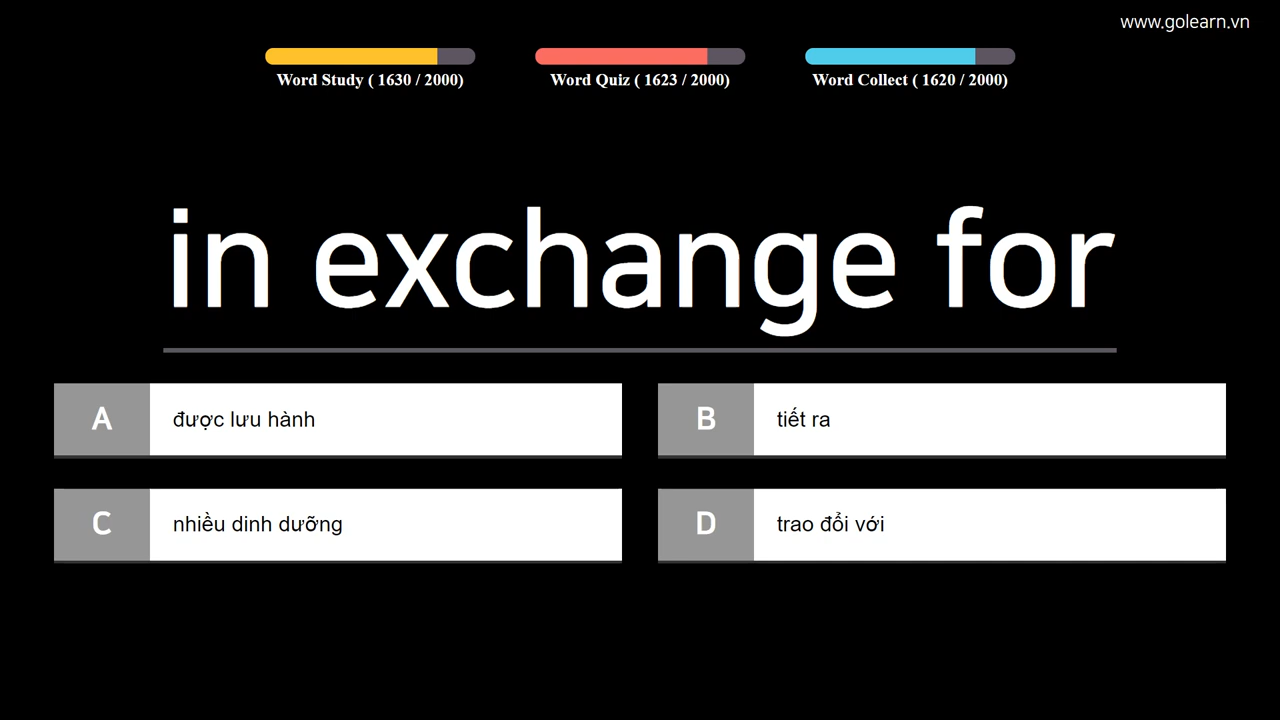 www.golearn.vn
Word Study ( 1630 / 2000)
Word Quiz ( 1623 / 2000)
Word Collect ( 1620 / 2000)
in exchange for
A được lưu hành
B tiết ra
C nhiều dinh dưỡng
D trao đổi với